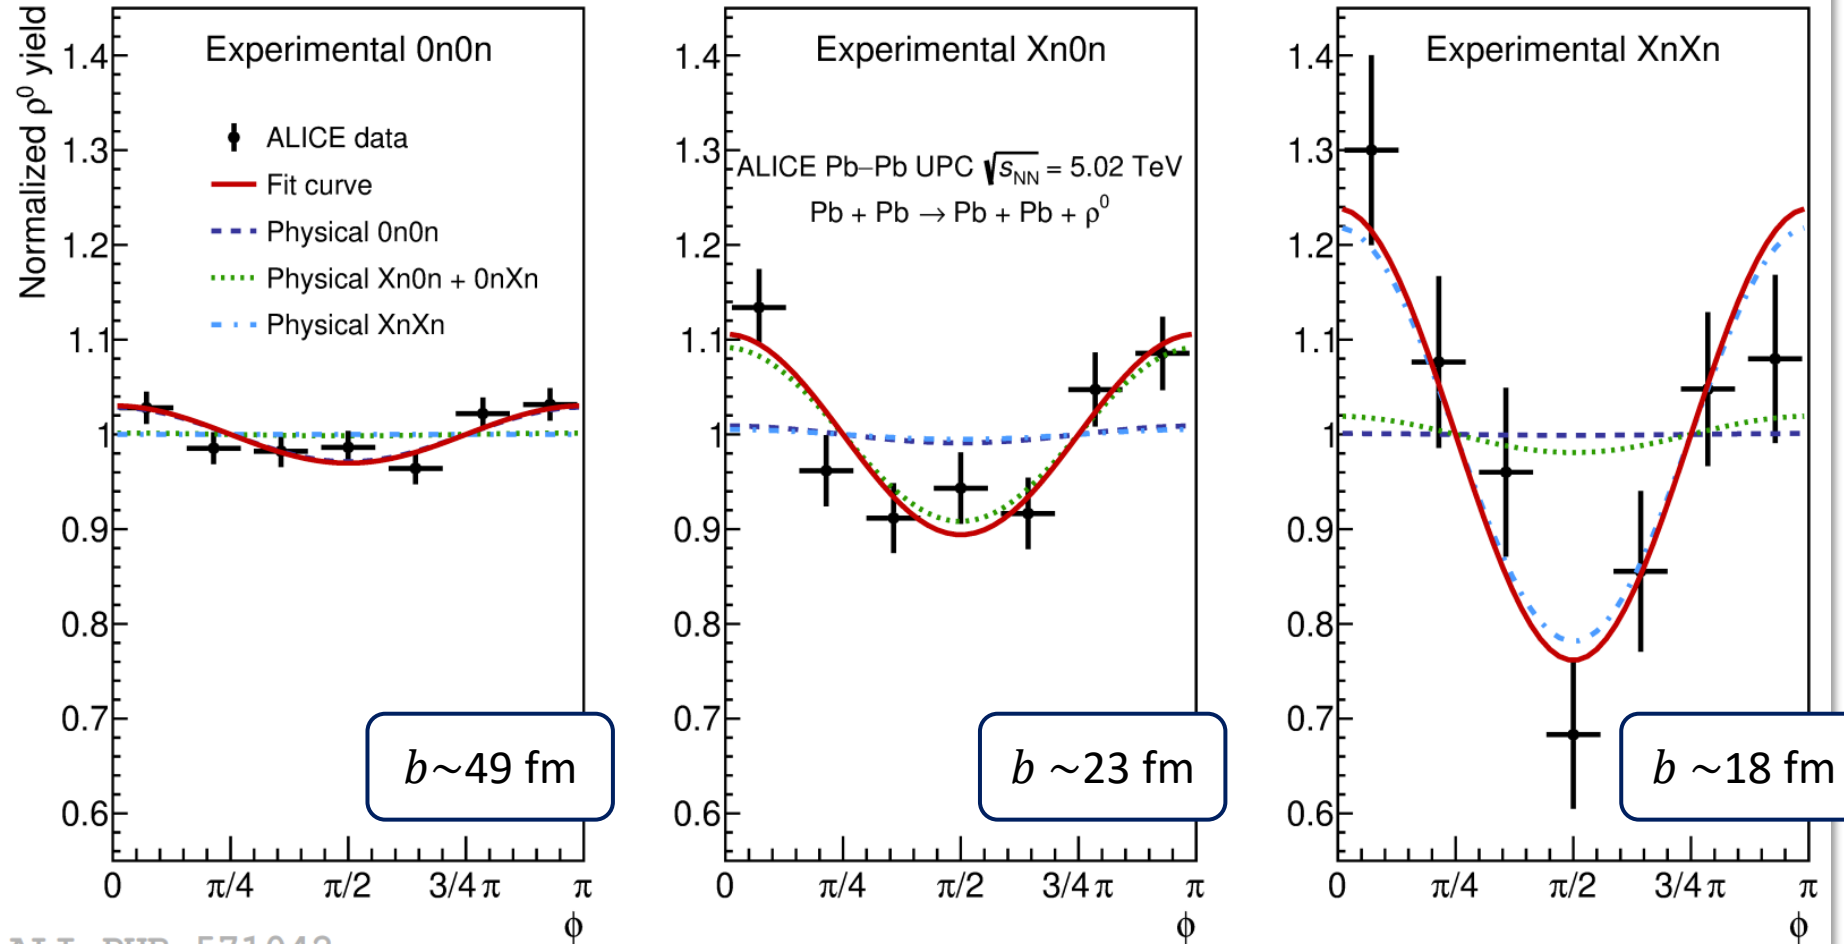 Normalized ρ⁰ yield
Experimental 0n0n
ALICE data
Fit curve
Physical 0n0n
Physical Xn0n + 0nXn
Physical XnXn
1.4
1.3
1.2
1.1
1
0.9
0.8
0.7
0.6
b~49 fm
0
π/4
π/2
3/4 π
π
ϕ
Experimental Xn0n
ALICE Pb–Pb UPC √sNN = 5.02 TeV
Pb + Pb → Pb + Pb + ρ⁰
1.4
1.3
1.2
1.1
1
0.9
0.8
0.7
0.6
b ~23 fm
0
π/4
π/2
3/4 π
π
ϕ
Experimental XnXn
1.4
1.3
1.2
1.1
1
0.9
0.8
0.7
0.6
b ~18 fm
0
π/4
π/2
3/4 π
π
ϕ